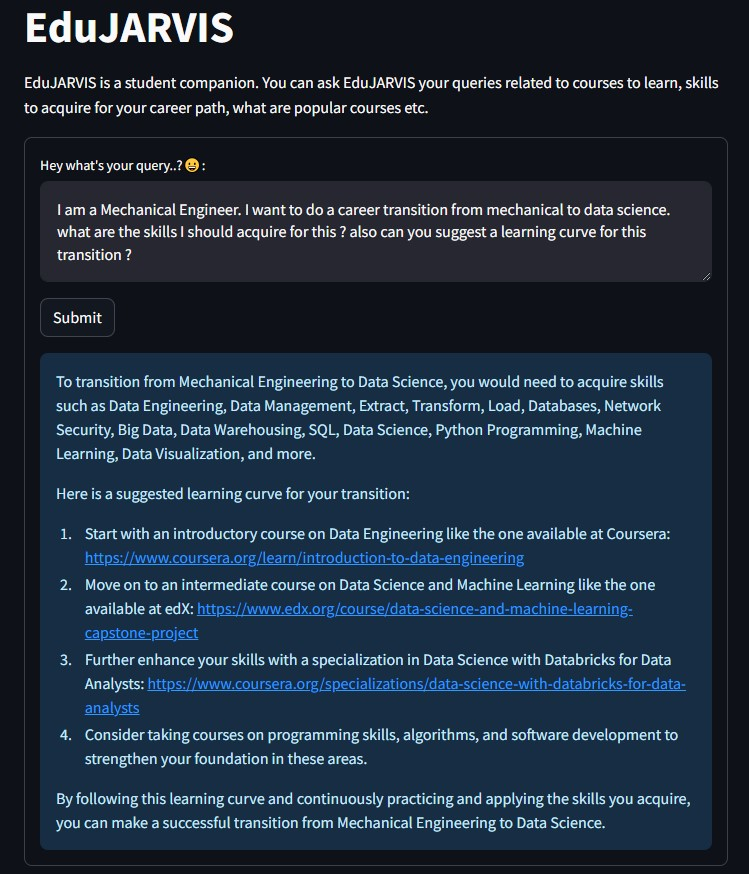 EduJARVIS
EduJARVIS is a student companion. You can ask EduJARVIS your queries related to courses to learn, skills
to acquire for your career path, what are popular courses etc.
Hey what's your query..?😀:
I am a Mechanical Engineer. I want to do a career transition from mechanical to data science.
what are the skills I should acquire for this ? also can you suggest a learning curve for this
transition ?
Submit
To transition from Mechanical Engineering to Data Science, you would need to acquire skills
such as Data Engineering, Data Management, Extract, Transform, Load, Databases, Network
Security, Big Data, Data Warehousing, SQL, Data Science, Python Programming, Machine
Learning, Data Visualization, and more.
Here is a suggested learning curve for your transition:
1. Start with an introductory course on Data Engineering like the one available at Coursera:
https://www.coursera.org/learn/introduction-to-data-engineering
2. Move on to an intermediate course on Data Science and Machine Learning like the one
available at edX: https://www.edx.org/course/data-science-and-machine-learning-
capstone-project
3. Further enhance your skills with a specialization in Data Science with Databricks for Data
Analysts: https://www.coursera.org/specializations/data-science-with-databricks-for-data-
analysts
4. Consider taking courses on programming skills, algorithms, and software development to
strengthen your foundation in these areas.
By following this learning curve and continuously practicing and applying the skills you acquire,
you can make a successful transition from Mechanical Engineering to Data Science.